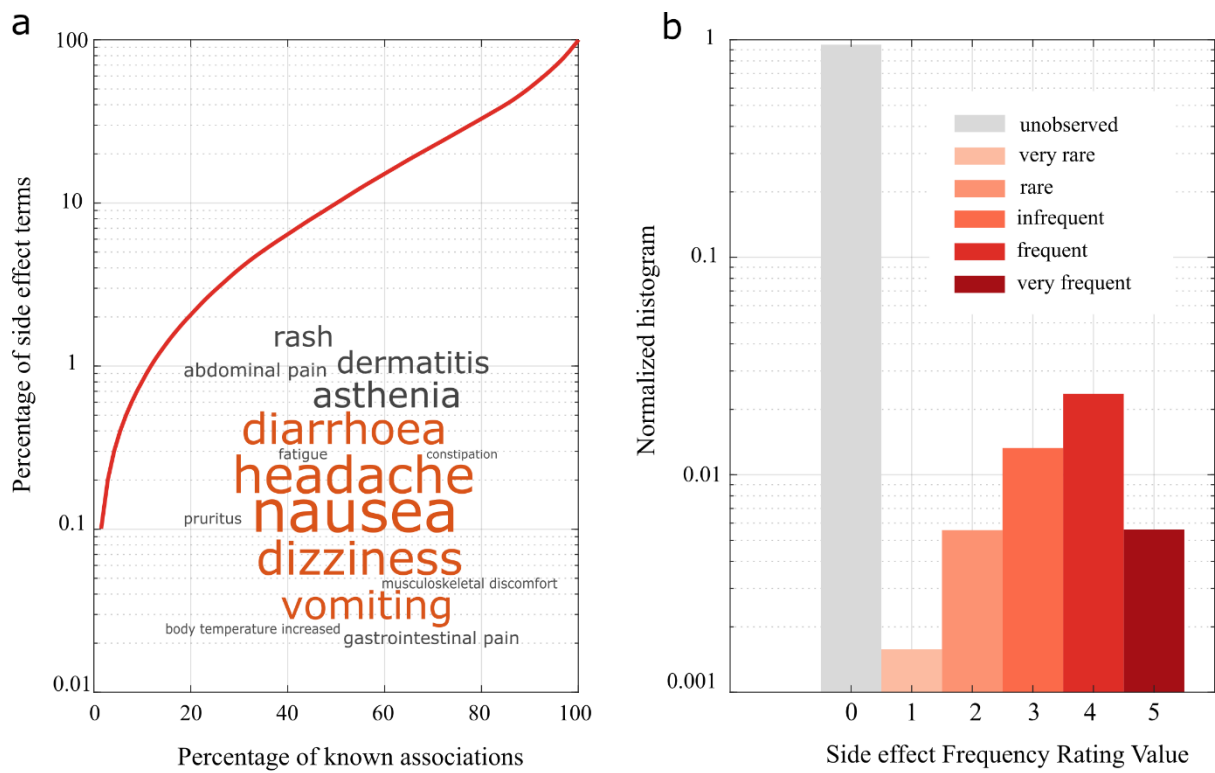 a
Percentage of side effect terms
100
10
1
0.1
0.01
rash
dermatitis
abdominal pain
asthenia
diarrhoea
fatigue
constipation
headache
nausea
pruritus
dizziness
musculoskeletal discomfort
vomiting
body temperature increased
gastrointestinal pain
0 20 40 60 80 100
Percentage of known associations
b
Normalized histogram
1
0.1
0.01
0.001
unobserved
very rare
rare
infrequent
frequent
very frequent
0 1 2 3 4 5
Side effect Frequency Rating Value